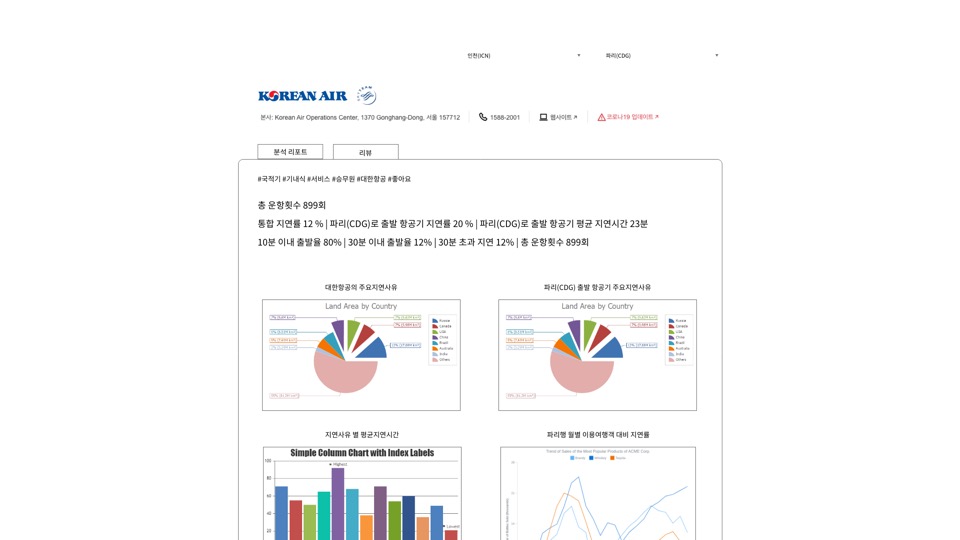 인천(ICN)
파리(CDG)
KOREAN AIR
SKYTEAM
본사: Korean Air Operations Center, 1370 Gonghang-Dong, 서울 157712
1588-2001
웹사이트
코로나19 업데이트
분석 리포트
리뷰
#국적기 #기내식 #서비스 #승무원 #대한항공 #좋아요
총 운항횟수 899회
통합 지연률 12 % | 파리(CDG)로 출발 항공기 지연률 20 % | 파리(CDG)로 출발 항공기 평균 지연시간 23분
10분 이내 출발율 80% | 30분 이내 출발율 12% | 30분 초과 지연 12% | 총 운항횟수 899회
대한항공의 주요지연사유
파리(CDG) 출발 항공기 주요지연사유
Land Area by Country
Russia
Canada
USA
China
Brazil
Australia
India
Others
Land Area by Country
Russia
Canada
USA
China
Brazil
Australia
India
Others
지연사유 별 평균지연시간
파리행 월별 이용여행객 대비 지연률
Simple Column Chart with Index Labels
Highest
100
80
60
40
20
Lowest
Trend of Sales of the Most Popular Products of ACME Corp.